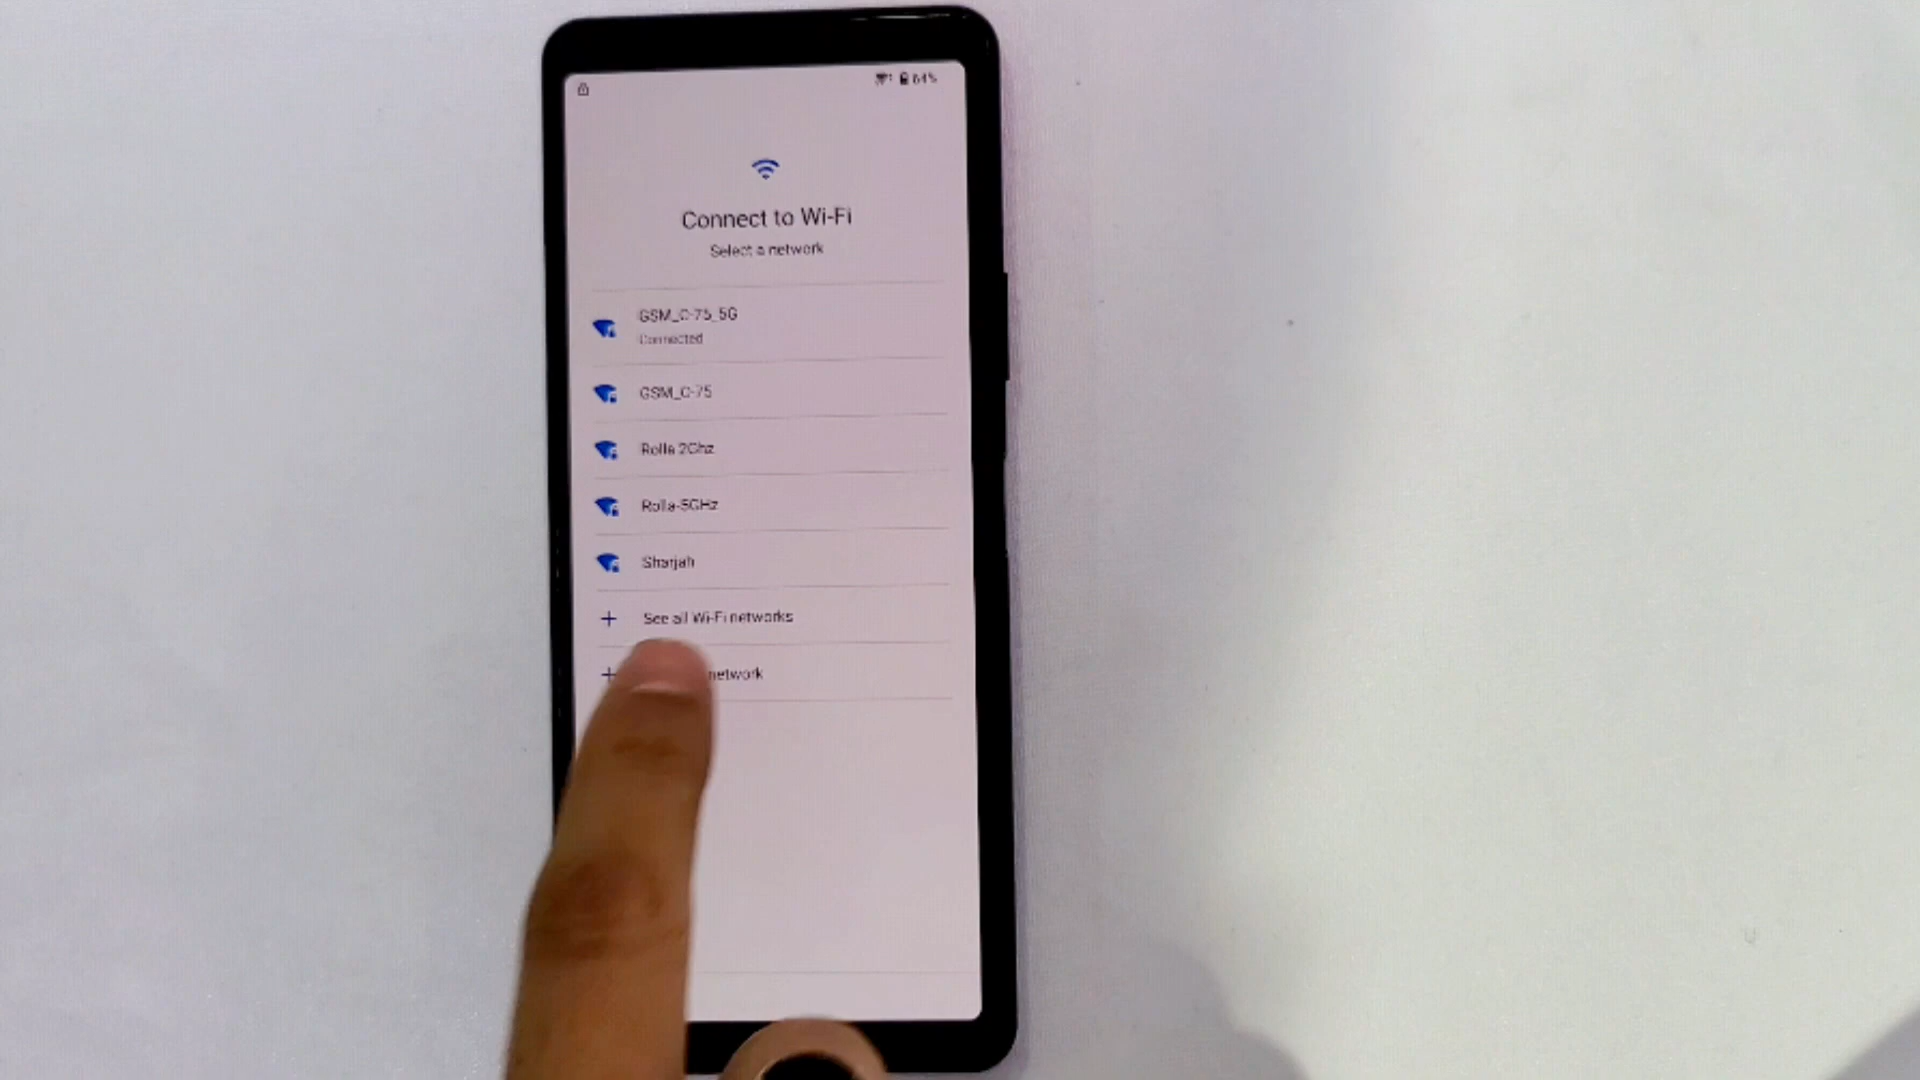 64%
Connect to Wi-Fi
Select a network
GSM_C-75_5G
Connected
GSM_C-75
Rolla 2Ghz
Rolla-5GHz
Sharjah
See all Wi-Fi networks
network